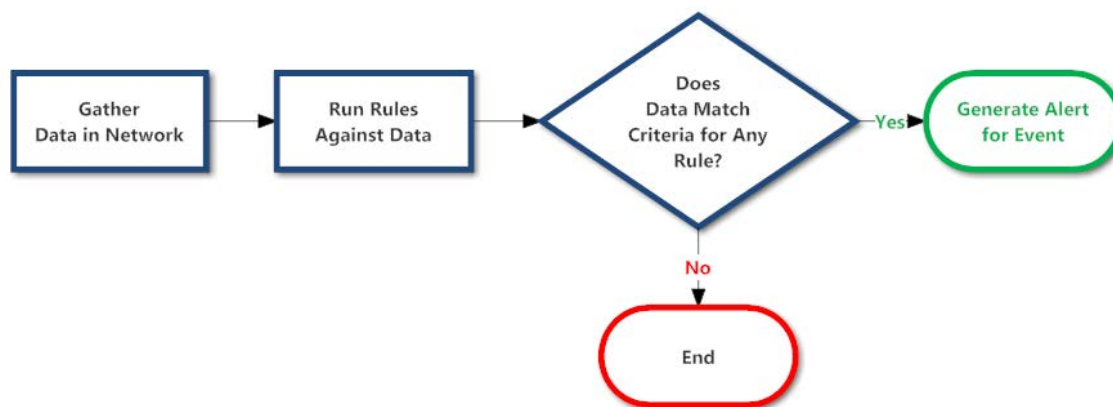 Gather
Data in Network
Run Rules
Against Data
Does
Data Match
Criteria for Any
Rule?
Yes
Generate Alert
for Event
No
End